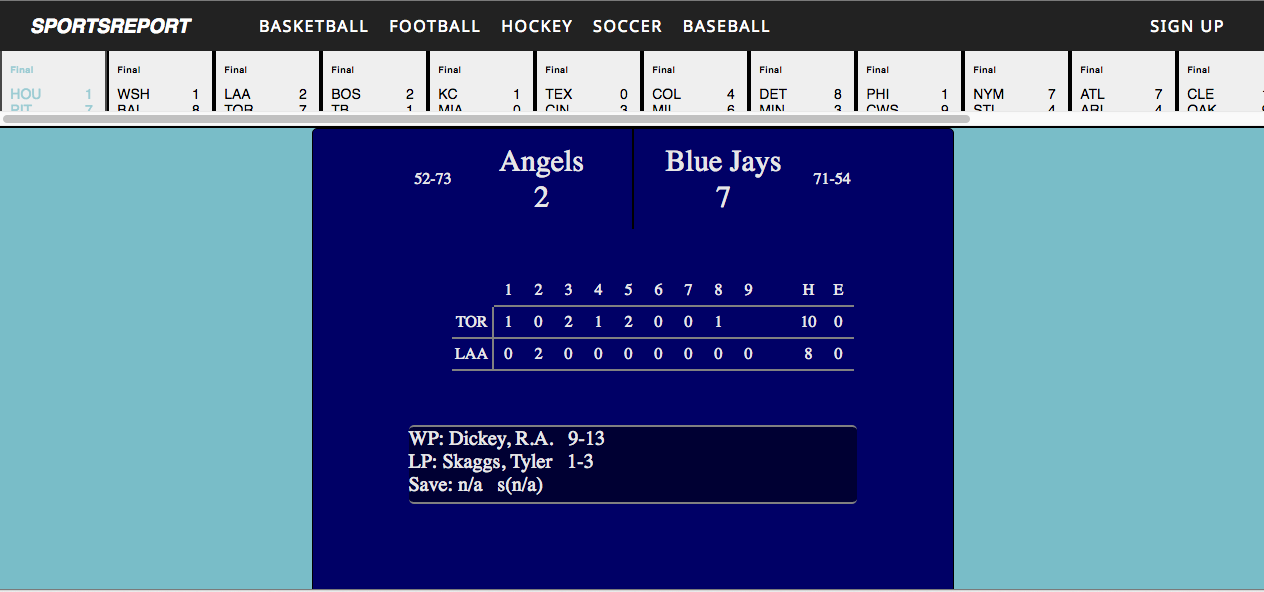 SPORTSREPORT BASKETBALL FOOTBALL HOCKEY SOCCER BASEBALL SIGN UP
Final Final Final Final Final Final Final Final Final Final Final Final
HOU 1 WSH 1 LAA 2 BOS 2 KC 1 TEX 0 COL 4 DET 8 PHI 1 NYM 7 ATL 7 CLE
PIT 7 BAL 8 TOR 7 TB 1 MIA 0 CIN 3 MIL 6 MIN 3 CWS 9 STL 4 ARI 4 OAK
52-73 Angels Blue Jays 71-54
2 7
1 2 3 4 5 6 7 8 9 H E
TOR 1 0 2 1 2 0 0 1 10 0
LAA 0 2 0 0 0 0 0 0 0 8 0
WP: Dickey, R.A. 9-13
LP: Skaggs, Tyler 1-3
Save: n/a s(n/a)